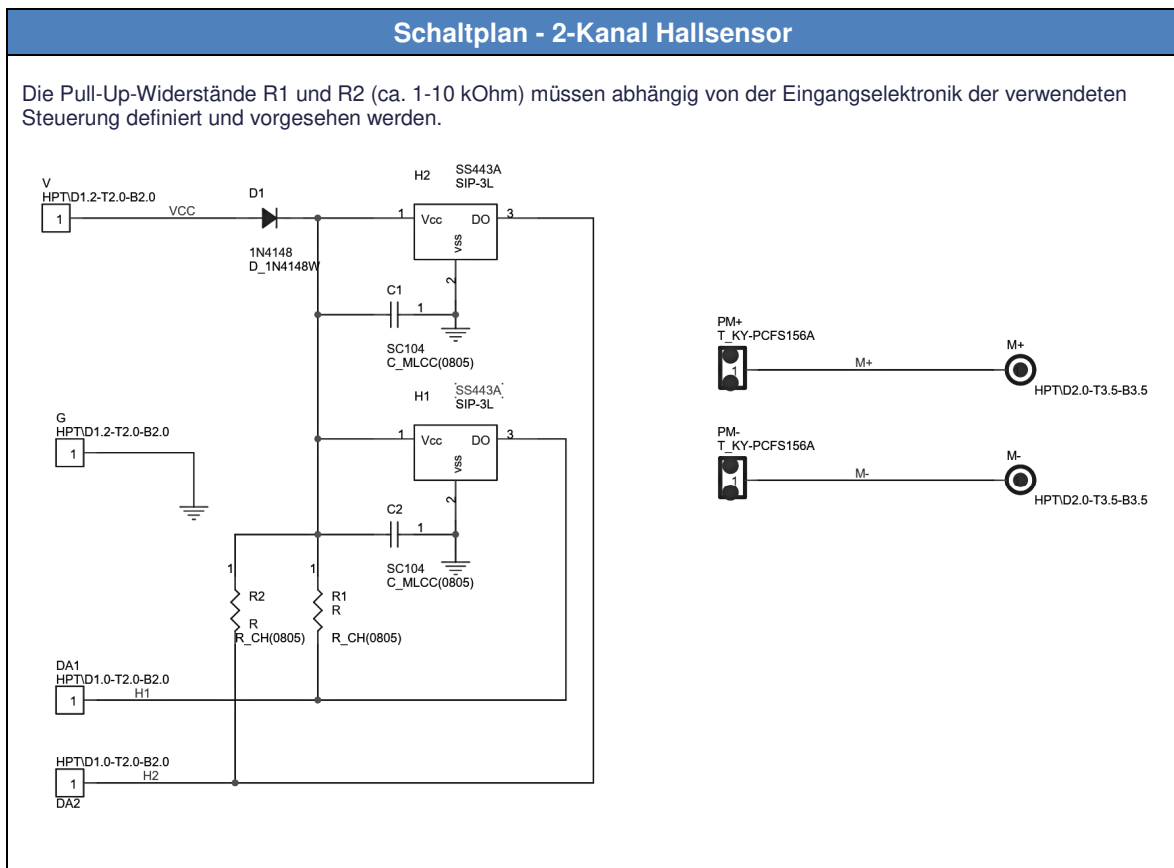 Schaltplan - 2-Kanal Hallsensor
Die Pull-Up-Widerstände R1 und R2 (ca. 1-10 kOhm) müssen abhängig von der Eingangselektronik der verwendeten
Steuerung definiert und vorgesehen werden.
V
HPT\D1.2-T2.0-B2.0
1
VCC
D1
1N4148
D_1N4148W
H2
SS443A
SIP-3L
1
Vcc
DO
3
vss
2
C1
1
SC104
C_MLCC(0805)
H1
SS443A
SIP-3L
1
Vcc
DO
3
vss
2
G
HPT\D1.2-T2.0-B2.0
1
C2
1
SC104
C_MLCC(0805)
1
R2
R
R_CH(0805)
1
R1
R
R_CH(0805)
DA1
HPT\D1.0-T2.0-B2.0
1
H1
HPT\D1.0-T2.0-B2.0
1
H2
DA2
PM+
T_KY-PCFS156A
1
M+
M+
HPT\D2.0-T3.5-B3.5
PM-
T_KY-PCFS156A
1
M-
M-
HPT\D2.0-T3.5-B3.5